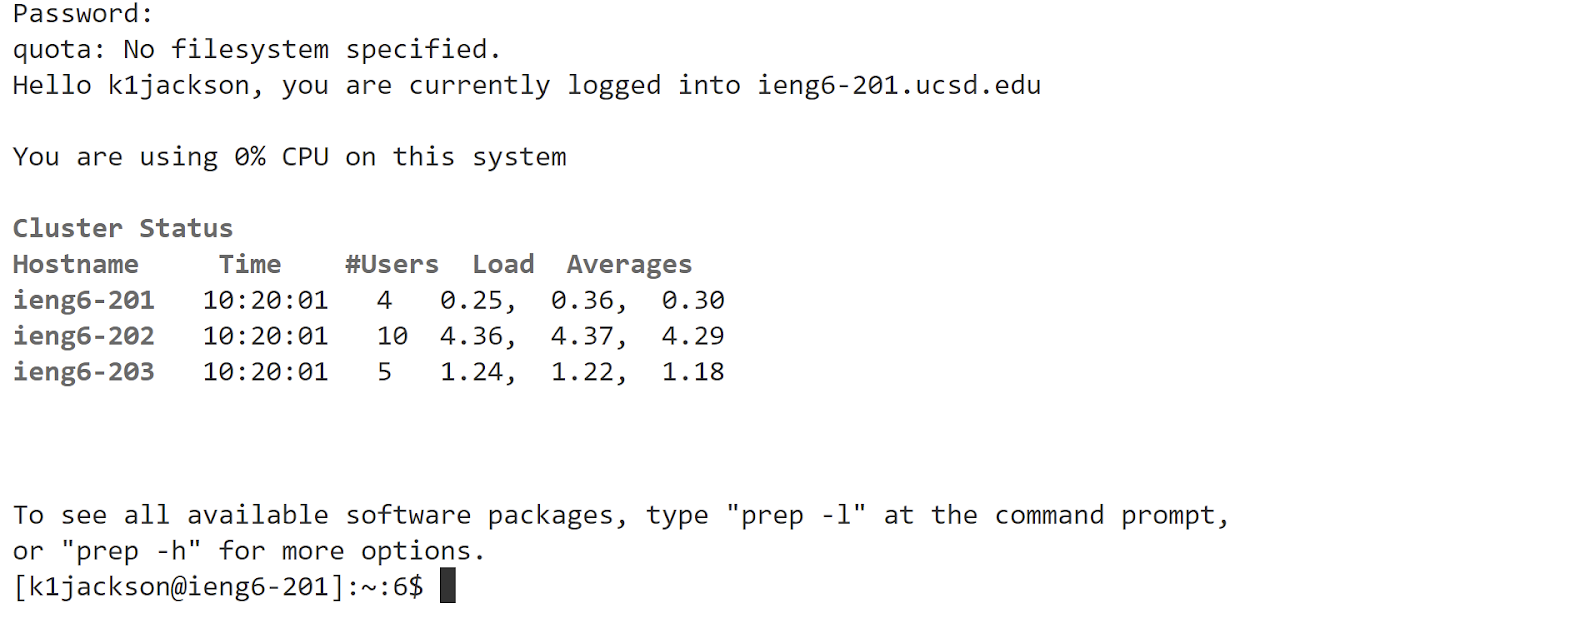 Password:
quota: No filesystem specified.
Hello k1jackson, you are currently logged into ieng6-201.ucsd.edu
You are using 0% CPU on this system
Cluster Status
Hostname     Time    #Users  Load  Averages
ieng6-201   10:20:01   4   0.25,  0.36,  0.30
ieng6-202   10:20:01   10  4.36,  4.37,  4.29
ieng6-203   10:20:01   5   1.24,  1.22,  1.18
To see all available software packages, type "prep -l" at the command prompt,
or "prep -h" for more options.
[k1jackson@ieng6-201]:~:6$